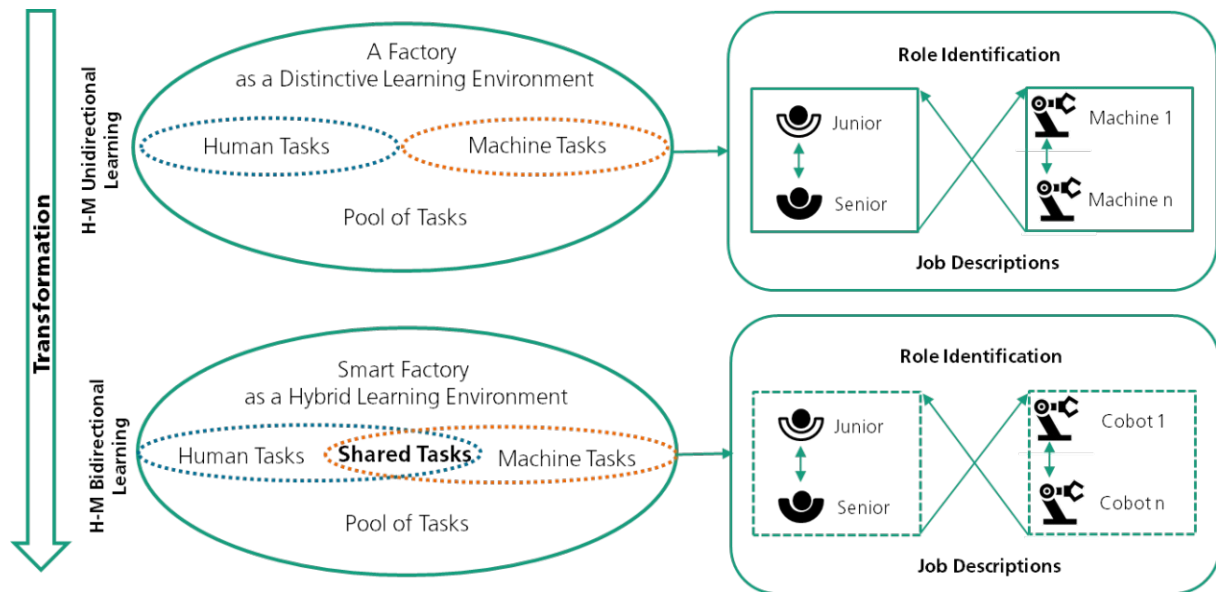 Transformation
H-M Unidirectional
Learning
A Factory
as a Distinctive Learning Environment
Human Tasks
Machine Tasks
Pool of Tasks
Role Identification
Junior
Senior
Machine 1
Machine n
Job Descriptions
H-M Bidirectional
Learning
Smart Factory
as a Hybrid Learning Environment
Human Tasks
Shared Tasks
Machine Tasks
Pool of Tasks
Role Identification
Junior
Senior
Cobot 1
Cobot n
Job Descriptions